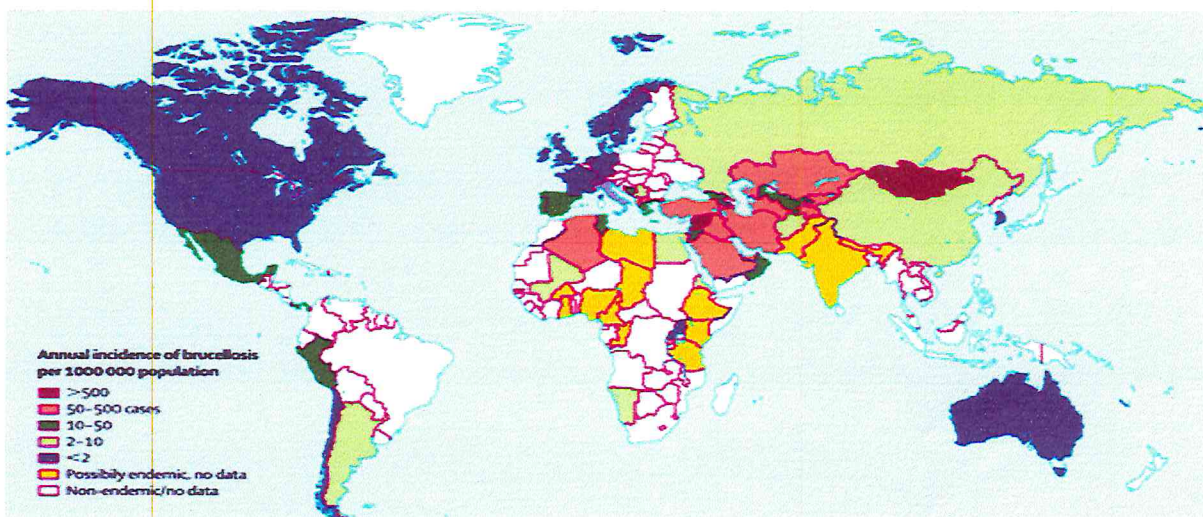 Annual incidence of brucellosis
per 1000 000 population
>500
50–500 cases
10–50
2–10
<2
Possibily endemic, no data
Non-endemic/no data